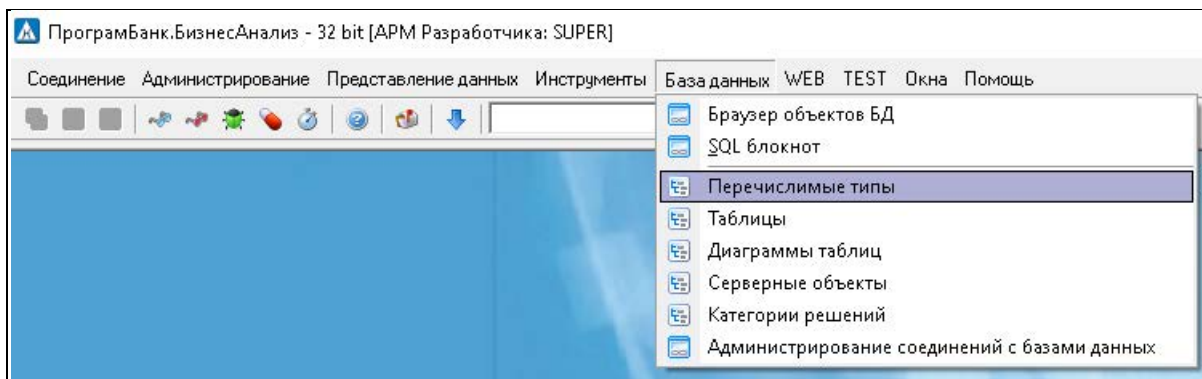 ПрограмБанк.БизнесАнализ - 32 bit [АРМ Разработчика: SUPER]
Соединение Администрирование Представление данных Инструменты База данных WEB TEST Окна Помощь
Браузер объектов БД
SQL блокнот
Перечислимые типы
Таблицы
Диаграммы таблиц
Серверные объекты
Категории решений
Администрирование соединений с базами данных